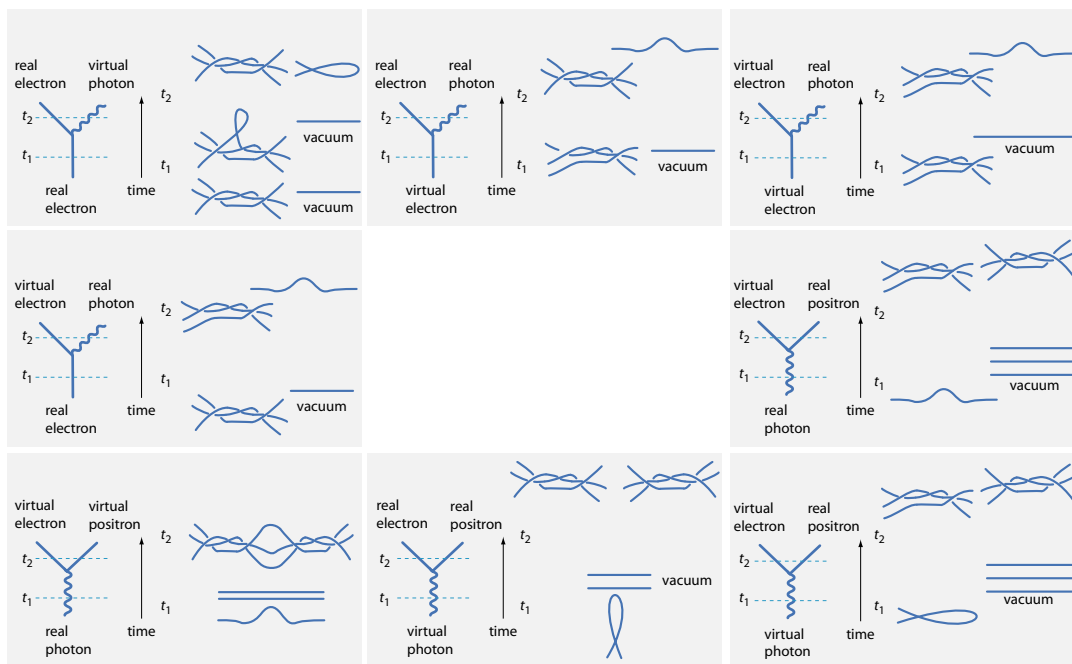 real
electron
virtual
photon
t2
t1
real
electron
time
t2
t1
vacuum
vacuum
real
electron
real
photon
t2
t1
virtual
electron
time
t2
t1
vacuum
virtual
electron
real
photon
t2
t1
virtual
electron
time
t2
t1
vacuum
virtual
electron
real
photon
t2
t1
real
electron
time
t2
t1
vacuum
virtual
electron
real
positron
t2
t1
real
photon
time
t2
t1
vacuum
virtual
electron
virtual
positron
t2
t1
real
photon
time
t2
t1
real
electron
real
positron
t2
t1
virtual
photon
time
t2
t1
vacuum
virtual
electron
real
positron
t2
t1
virtual
photon
time
t2
t1
vacuum